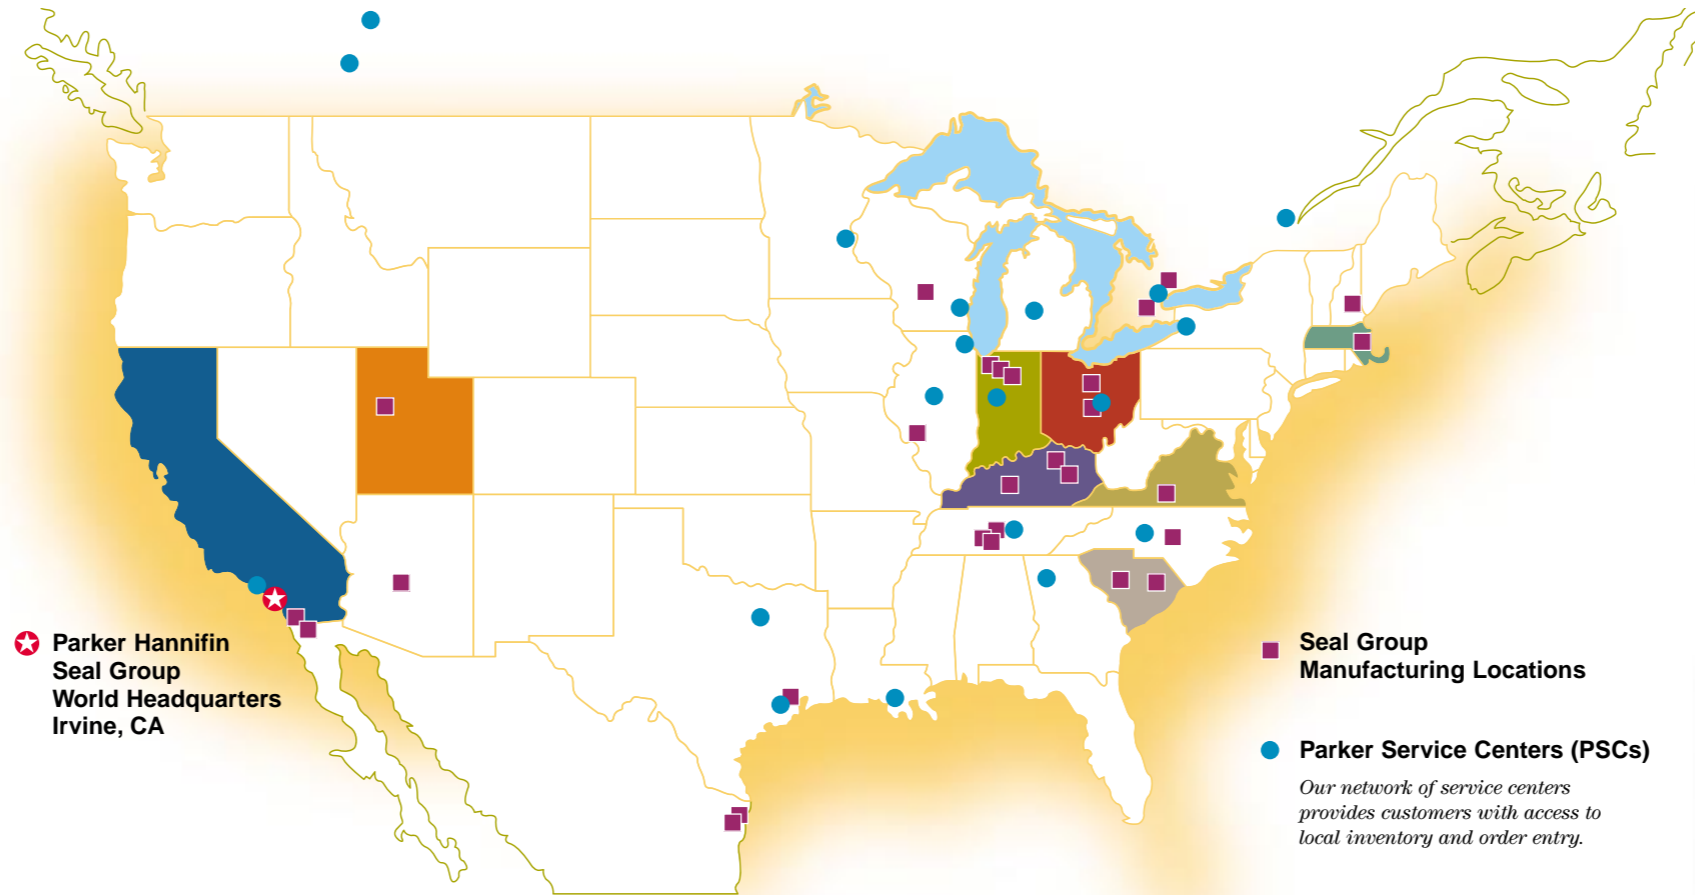 Parker Hannifin
Seal Group
World Headquarters
Irvine, CA
Seal Group
Manufacturing Locations
Parker Service Centers (PSCs)
Our network of service centers
provides customers with access to
local inventory and order entry.